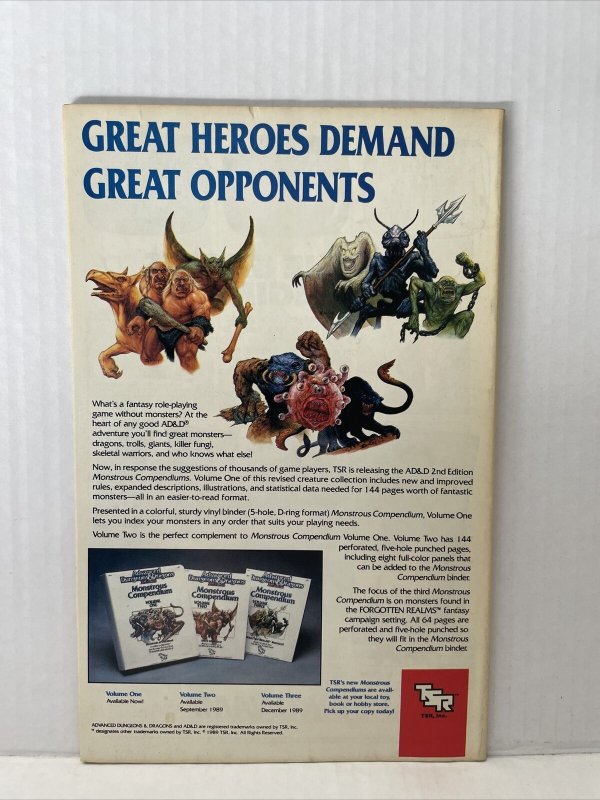 GREAT HEROES DEMAND
GREAT OPPONENTS
What's a fantasy role-playing
game without monsters? At the
heart of any good AD&D®
adventure you'll find great monsters—
dragons, trolls, giants, killer fungi,
skeletal warriors, and who knows what else!
Now, in response the suggestions of thousands of game players, TSR is releasing the AD&D 2nd Edition
Monstrous Compendiums. Volume One of this revised creature collection includes new and improved
rules, expanded descriptions, illustrations, and statistical data needed for 144 pages worth of fantastic
monsters—all in an easier-to-read format.
Presented in a colorful, sturdy vinyl binder (5-hole, D-ring format) Monstrous Compendium, Volume One
lets you index your monsters in any order that suits your playing needs.
Volume Two is the perfect complement to Monstrous Compendium Volume One. Volume Two has 144
perforated, five-hole punched pages,
including eight full-color panels that
can be added to the Monstrous
Compendium binder.
The focus of the third Monstrous
Compendium is on monsters found in
the FORGOTTEN REALMS™ fantasy
campaign setting. All 64 pages are
perforated and five-hole punched so
they will fit in the Monstrous
Compendium binder.
Advanced
Dungeons & Dragons
Monstrous
Compendium
VOLUME
ONE
Advanced
Dungeons & Dragons
Monstrous
Compendium
VOLUME
TWO
Monstrous
Compendium
Volume One
Available Now!
Volume Two
Available
September 1989
Volume Three
Available
December 1989
TSR's new Monstrous
Compendiums are avail-
able at your local toy,
book or hobby store.
Pick up your copy today!
TSR
TSR, Inc.
ADVANCED DUNGEONS & DRAGONS and AD&D are registered trademarks owned by TSR, Inc.
™ designates other trademarks owned by TSR, Inc. © 1989 TSR, Inc. All Rights Reserved.